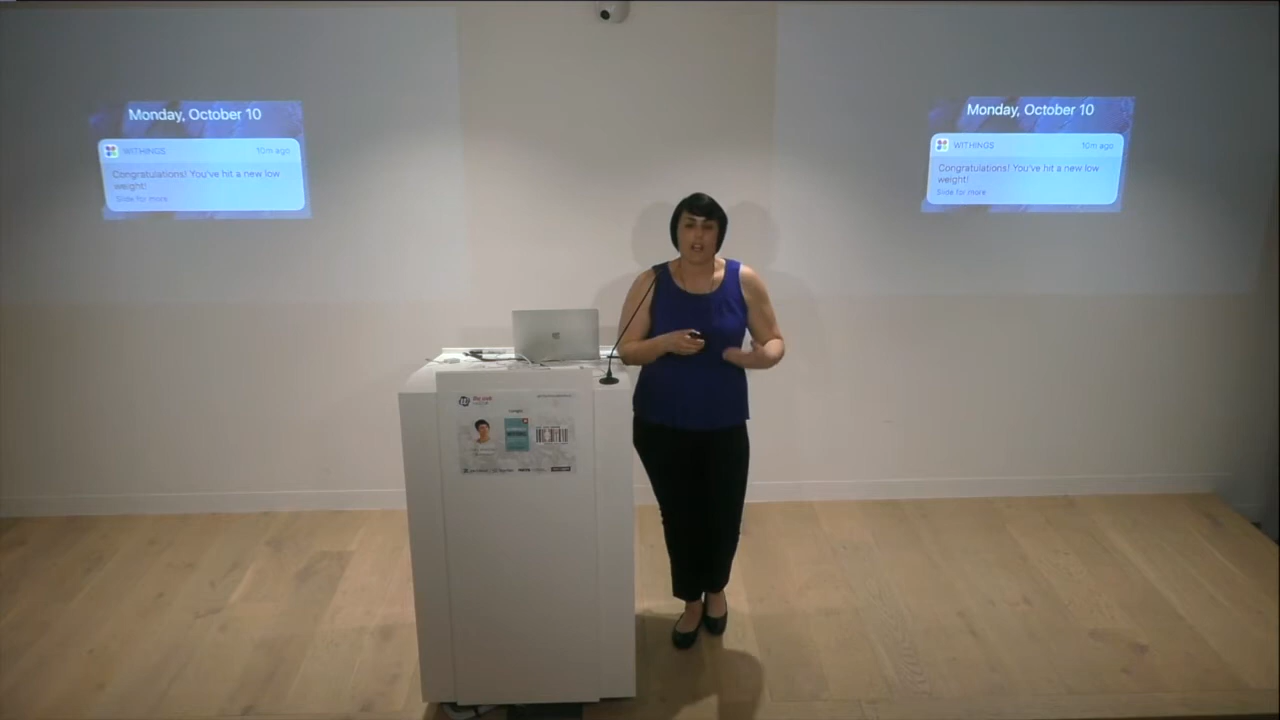 Monday, October 10
WITHINGS
10m ago
Congratulations! You've hit a new low
weight!
Slide for more
Monday, October 10
WITHINGS
10m ago
Congratulations! You've hit a new low
weight!
Slide for more